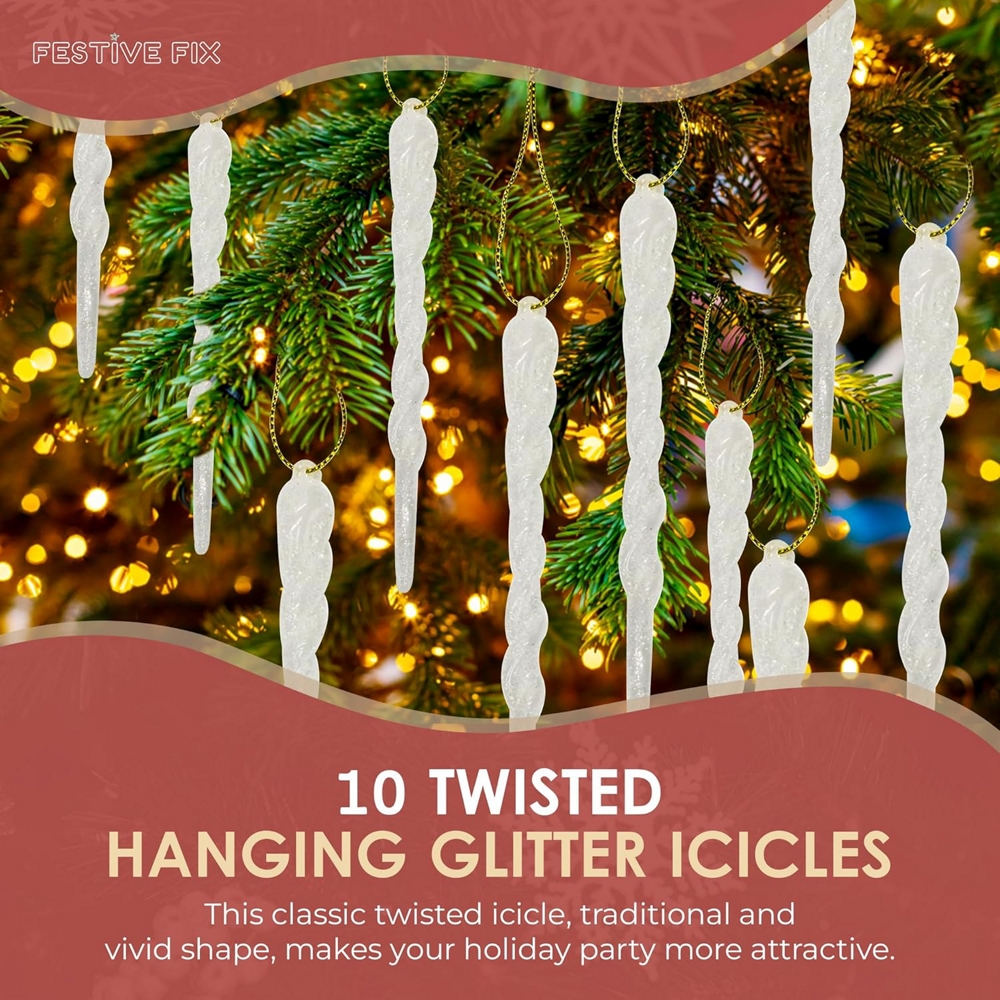 FESTIVE FIX
10 TWISTED
HANGING GLITTER ICICLES
This classic twisted icicle, traditional and
vivid shape, makes your holiday party more attractive.